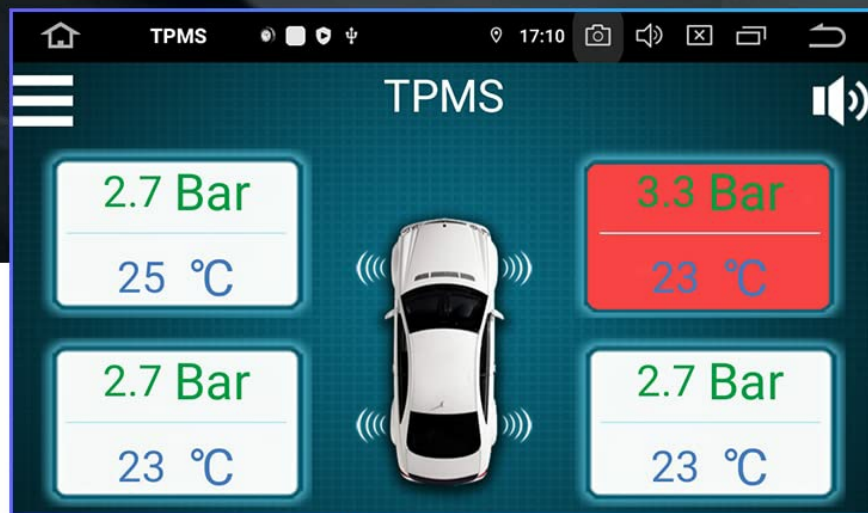 TPMS 17:10
TPMS
2.7 Bar 3.3 Bar
25 °C 23 °C
2.7 Bar 2.7 Bar
23 °C 23 °C